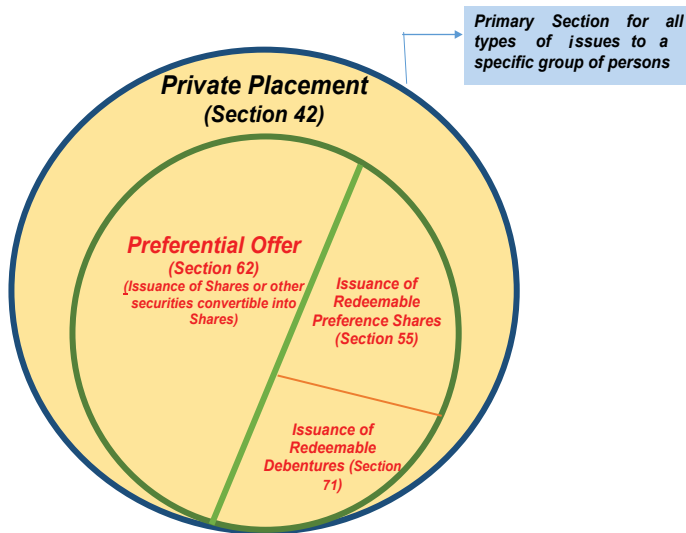 Primary Section for all
types of issues to a
specific group of persons
Private Placement
(Section 42)
Preferential Offer
(Section 62)
(Issuance of Shares or other
securities convertible into
Shares)
Issuance of
Redeemable
Preference Shares
(Section 55)
Issuance of
Redeemable
Debentures (Section
71)